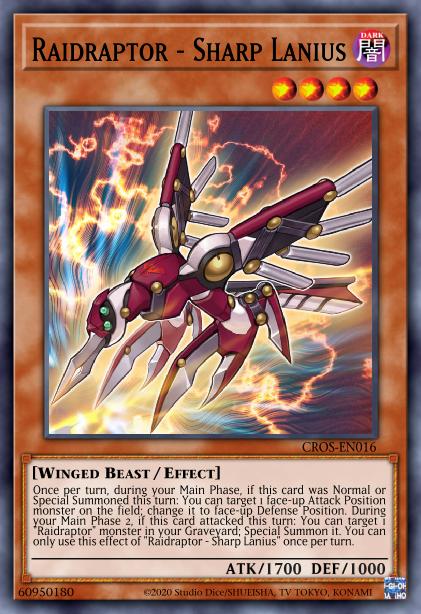 Raidraptor - Sharp Lanius
DARK
闇
CROS-EN016
[Winged Beast / Effect]
Once per turn, during your Main Phase, if this card was Normal or
Special Summoned this turn: You can target 1 face-up Attack Position
monster on the field; change it to face-up Defense Position. During
your Main Phase 2, if this card attacked this turn: You can target 1
"Raidraptor" monster in your Graveyard; Special Summon it. You can
only use this effect of "Raidraptor - Sharp Lanius" once per turn.
ATK/1700 DEF/1000
60950180
©2020 Studio Dice/SHUEISHA, TV TOKYO, KONAMI